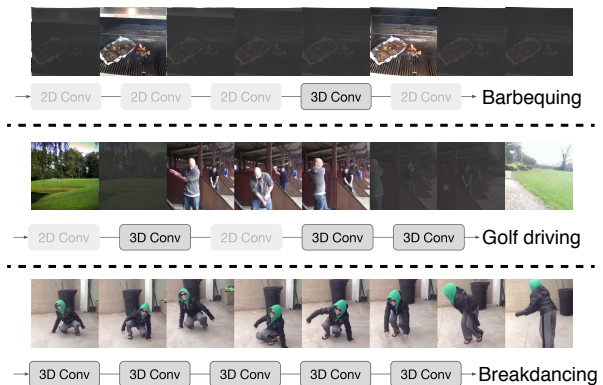 2D Conv 2D Conv 2D Conv 3D Conv 2D Conv Barbequing
2D Conv 3D Conv 2D Conv 3D Conv 3D Conv Golf driving
3D Conv 3D Conv 3D Conv 3D Conv 3D Conv Breakdancing